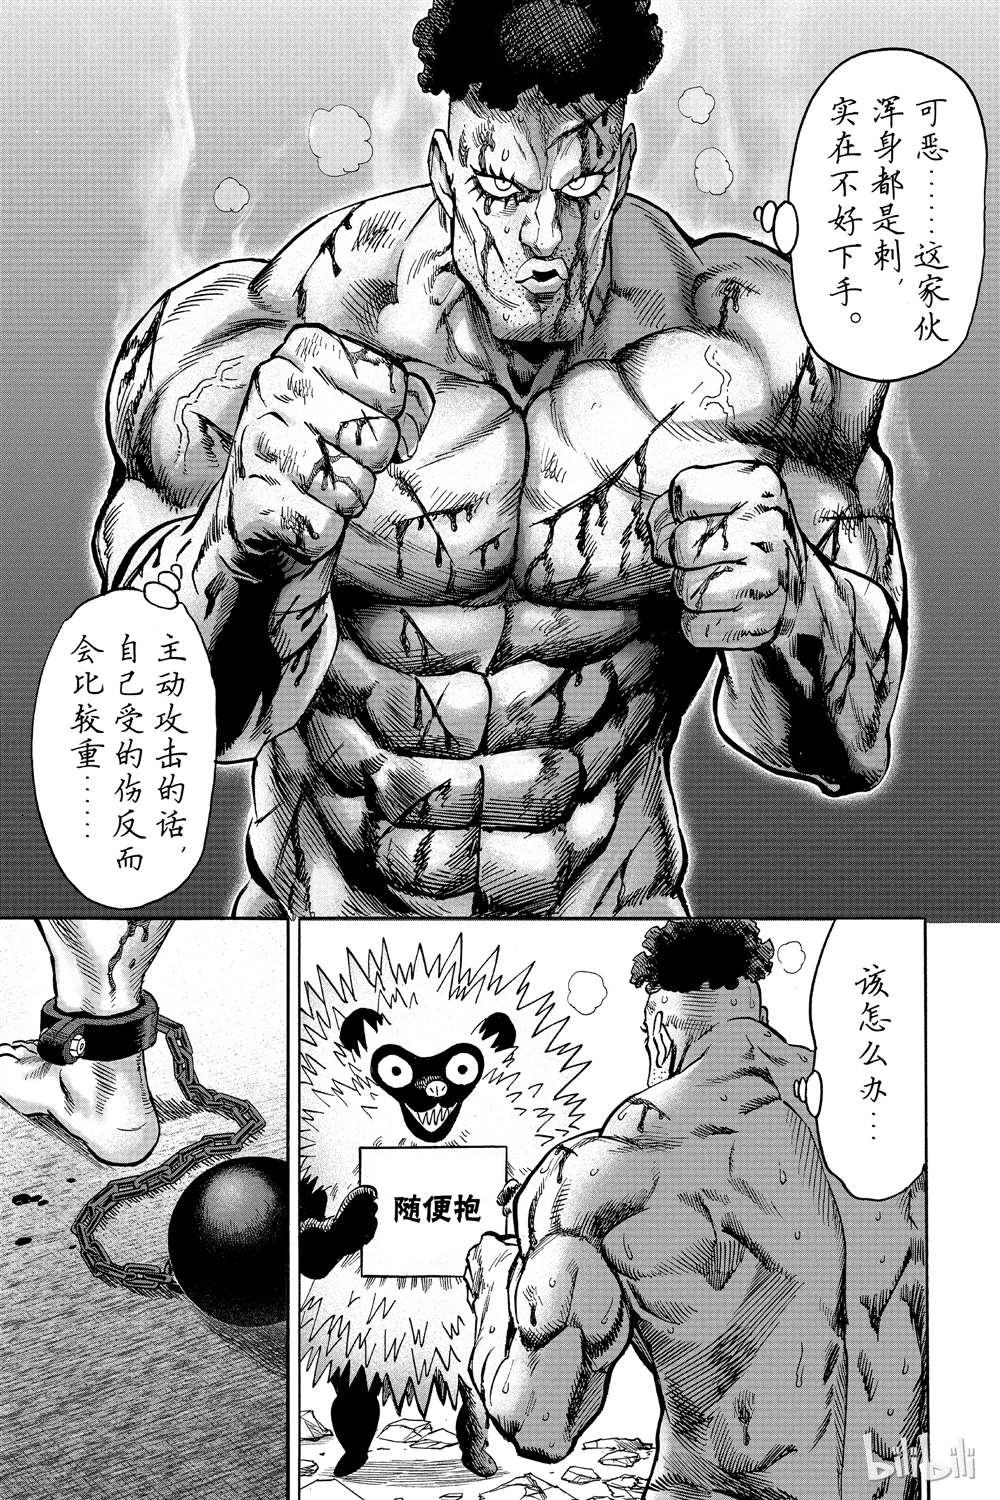 可恶……这家伙
浑身都是刺，
实在不好下手。
主动攻击的话，
自己受的伤反而
会比较重……
该怎么办…
随便抱
bilibili